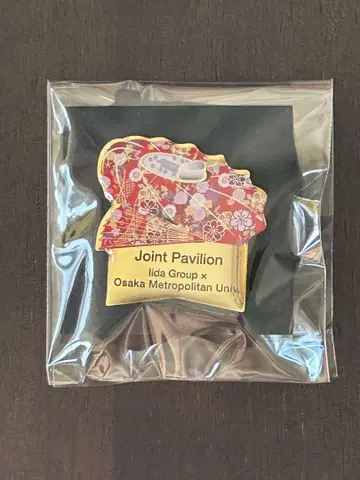 Joint Pavilion
Iida Group ×
Osaka Metropolitan Univ.